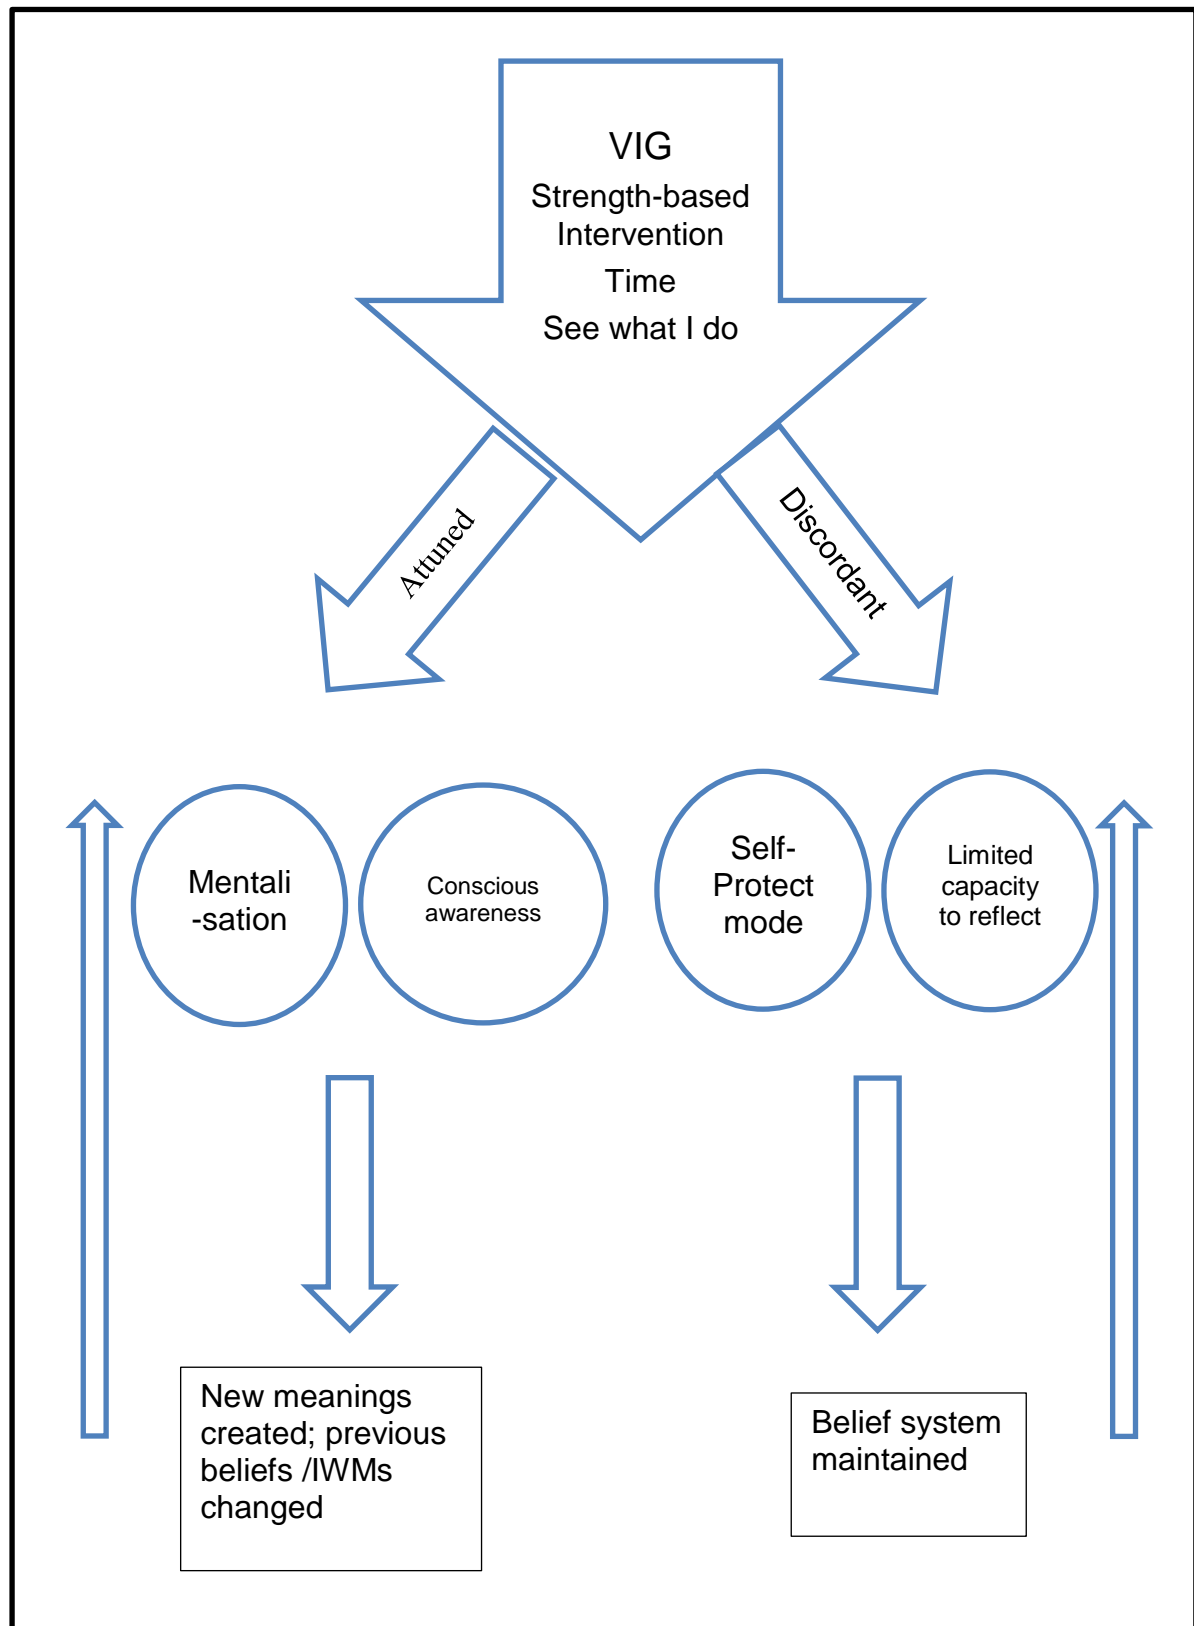 VIG
Strength-based
Intervention
Time
See what I do
Attuned
Discordant
Mentali
-sation
Conscious
awareness
Self-
Protect
mode
Limited
capacity
to reflect
New meanings
created; previous
beliefs /IWMs
changed
Belief system
maintained